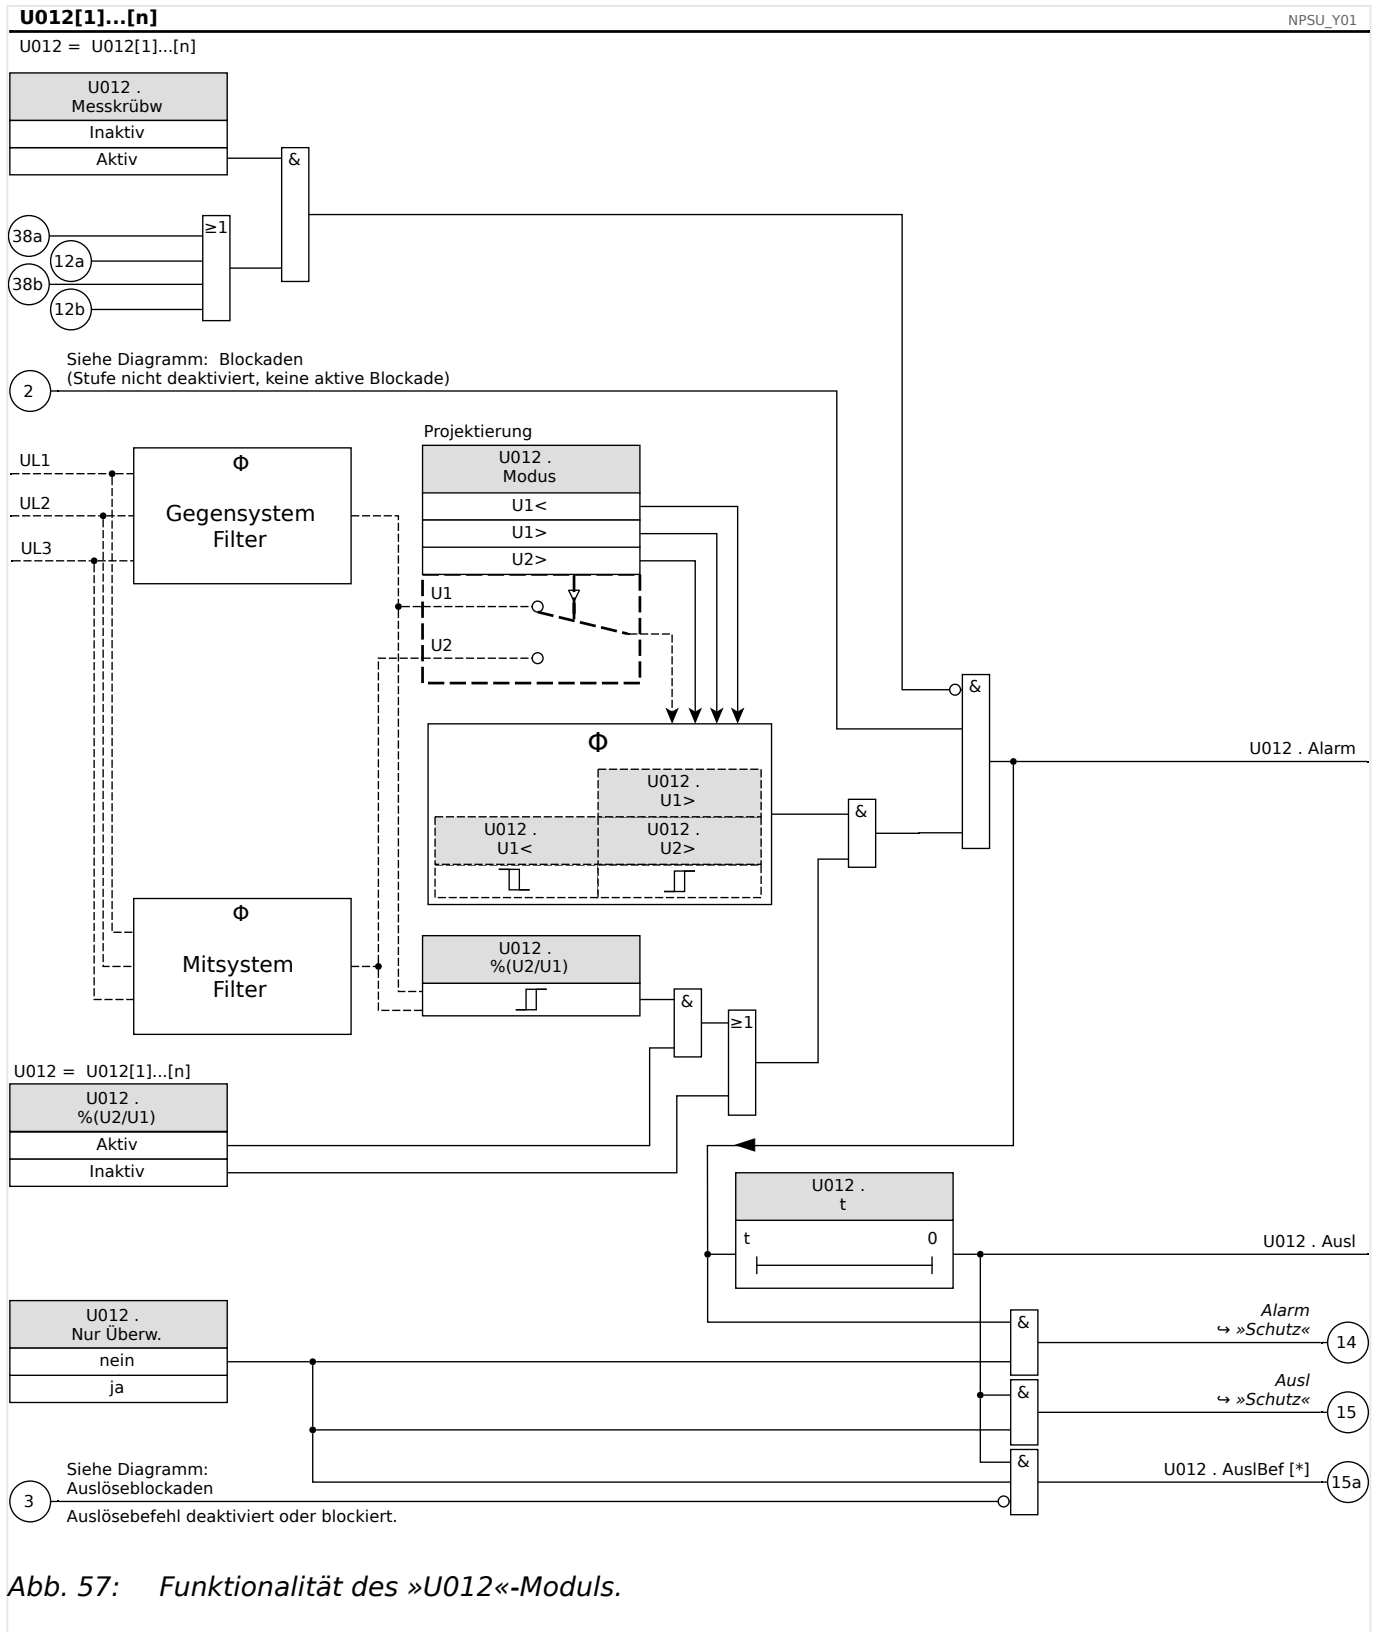 U012[1]...[n]
NPSU_Y01
U012 = U012[1]...[n]
U012 .
Messkrübw
Inaktiv
Aktiv
&
38a
≥1
12a
38b
12b
Siehe Diagramm: Blockaden
(Stufe nicht deaktiviert, keine aktive Blockade)
2
Projektierung
UL1
UL2
UL3
Φ
Gegensystem
Filter
U012 .
Modus
U1<
U1>
U2>
U1
U2
&
U012 . Alarm
Φ
U012 .
U1>
U012 .
U1<
U012 .
U2>
&
Φ
Mitsystem
Filter
U012 .
%(U2/U1)
&
≥1
U012 = U012[1]...[n]
U012 .
%(U2/U1)
Aktiv
Inaktiv
U012 .
t
t
0
U012 . Ausl
U012 .
Nur Überw.
nein
ja
&
Alarm
↪ »Schutz«
14
&
Ausl
↪ »Schutz«
15
&
U012 . AuslBef [*]
15a
Siehe Diagramm:
Auslöseblockaden
3
Auslösebefehl deaktiviert oder blockiert.
Abb. 57: Funktionalität des »U012«-Moduls.